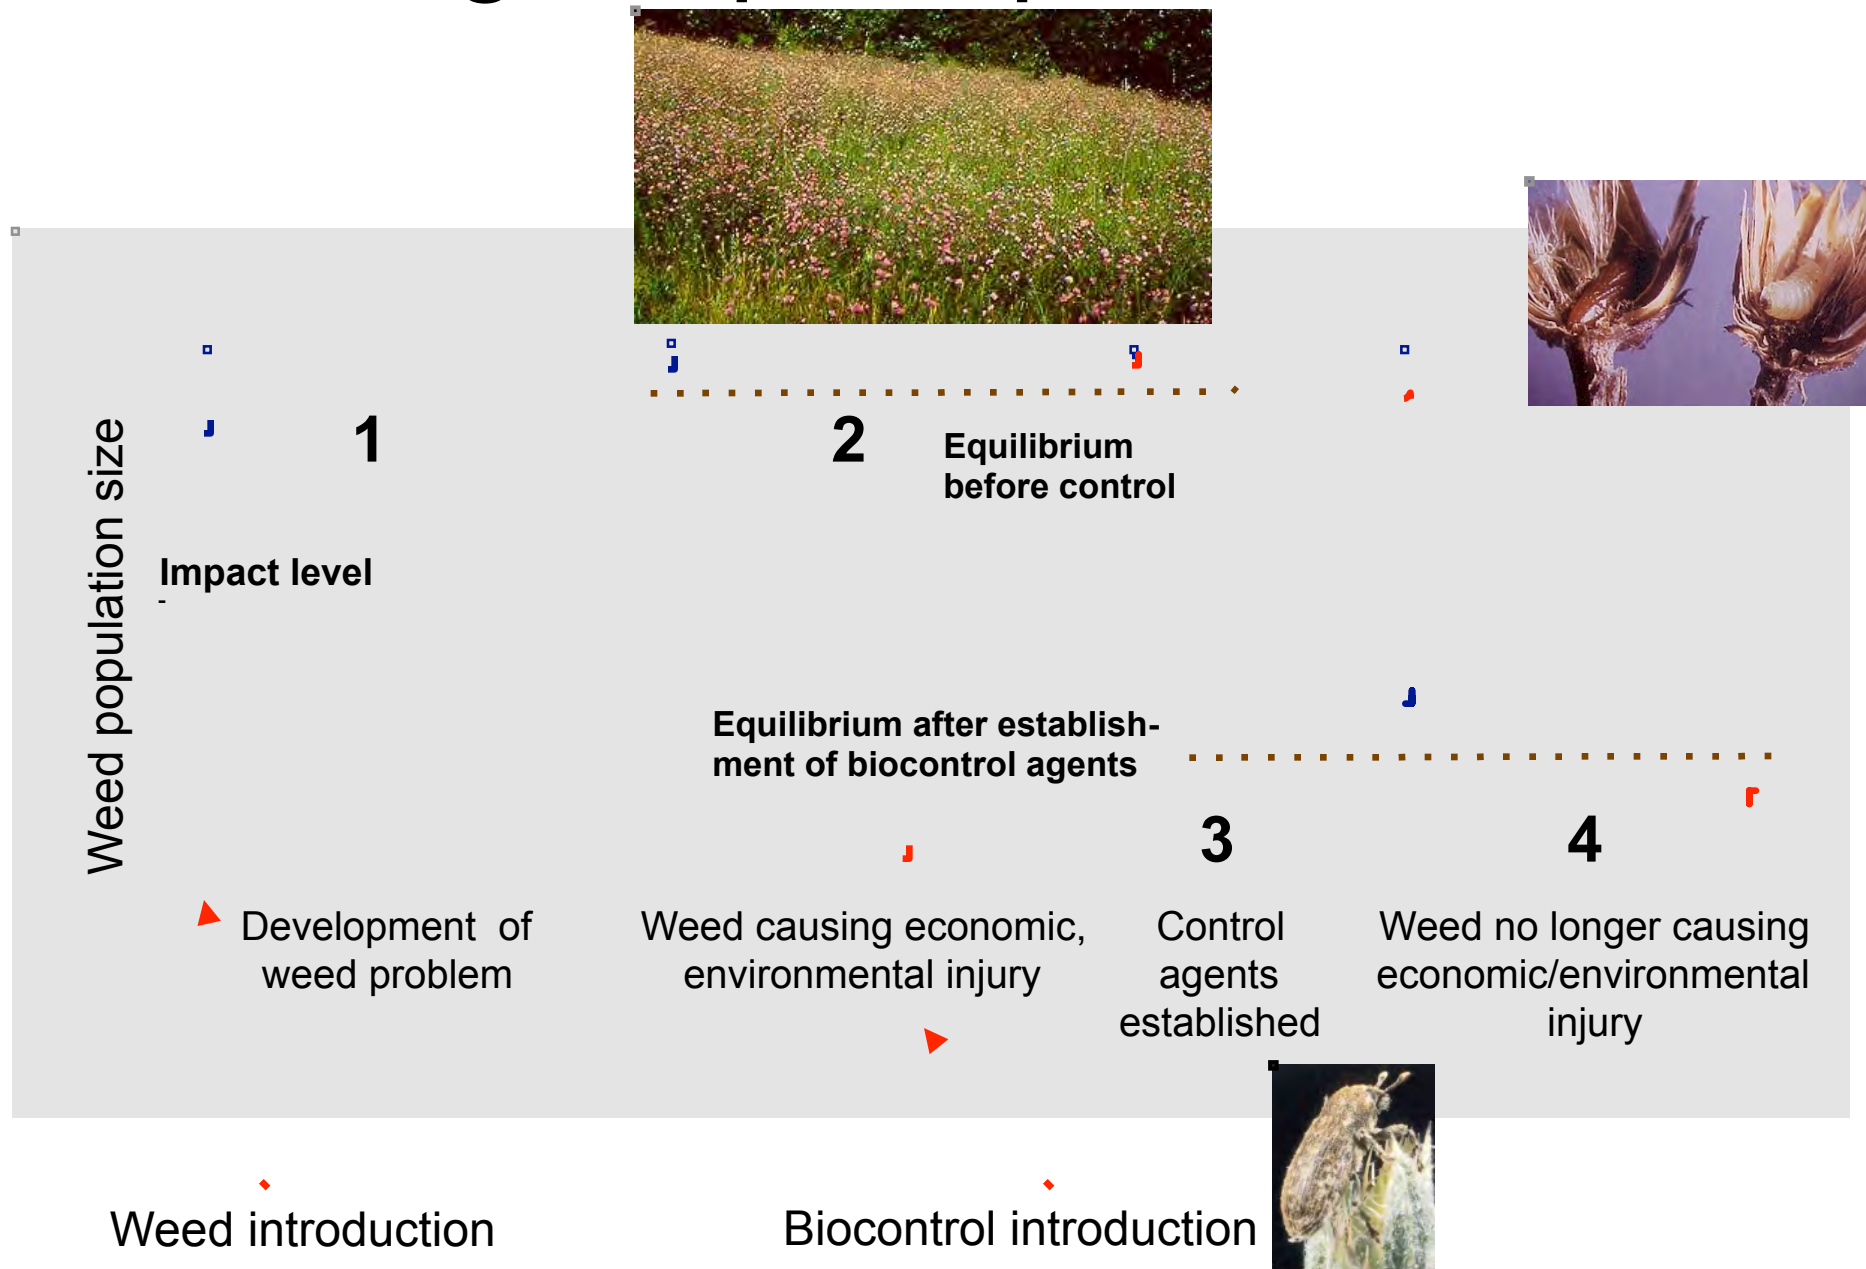 1
2
Equilibrium
before control
Weed population size
Impact level
Equilibrium after establish-
ment of biocontrol agents
3
4
Development of
weed problem
Weed causing economic,
environmental injury
Control
agents
established
Weed no longer causing
economic/environmental
injury
Weed introduction
Biocontrol introduction